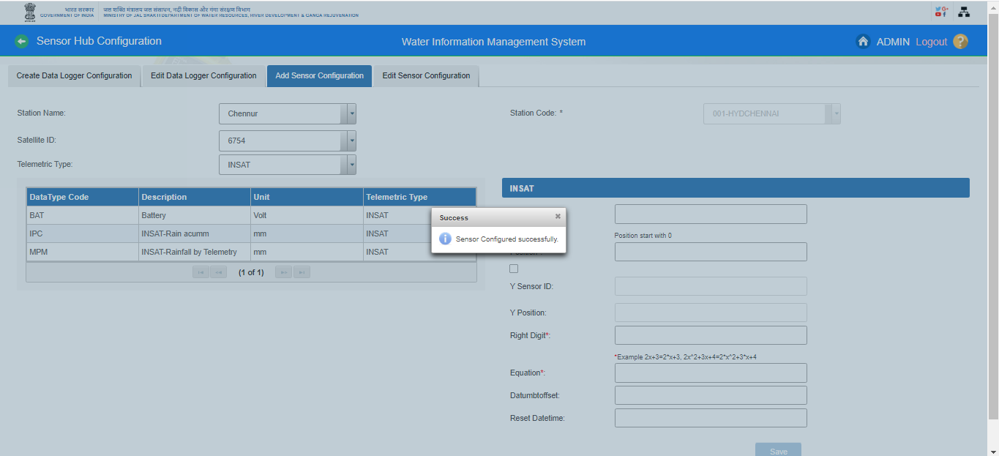 भारत सरकार
GOVERNMENT OF INDIA
जल शक्ति मंत्रालय जल संसाधन, नदी विकास और गंगा संरक्षण विभाग
MINISTRY OF JAL SHAKTI DEPARTMENT OF WATER RESOURCES, RIVER DEVELOPMENT & GANGA REJUVENATION
Sensor Hub Configuration
Water Information Management System
ADMIN Logout
Create Data Logger Configuration
Edit Data Logger Configuration
Add Sensor Configuration
Edit Sensor Configuration
Station Name:
Chennur
Station Code: *
001-HYDCHENNAI
Satellite ID:
6754
Telemetric Type:
INSAT
DataType Code Description Unit Telemetric Type
BAT Battery Volt INSAT
IPC INSAT-Rain acumm mm INSAT
MPM INSAT-Rainfall by Telemetry mm INSAT
(1 of 1)
INSAT
Success
Sensor Configured successfully.
Position start with 0
Y Sensor ID:
Y Position:
Right Digit*:
*Example 2x+3=2*x+3, 2x^2+3x+4=2*x^2+3*x+4
Equation*:
Datumbtoffset:
Reset Datetime:
Save